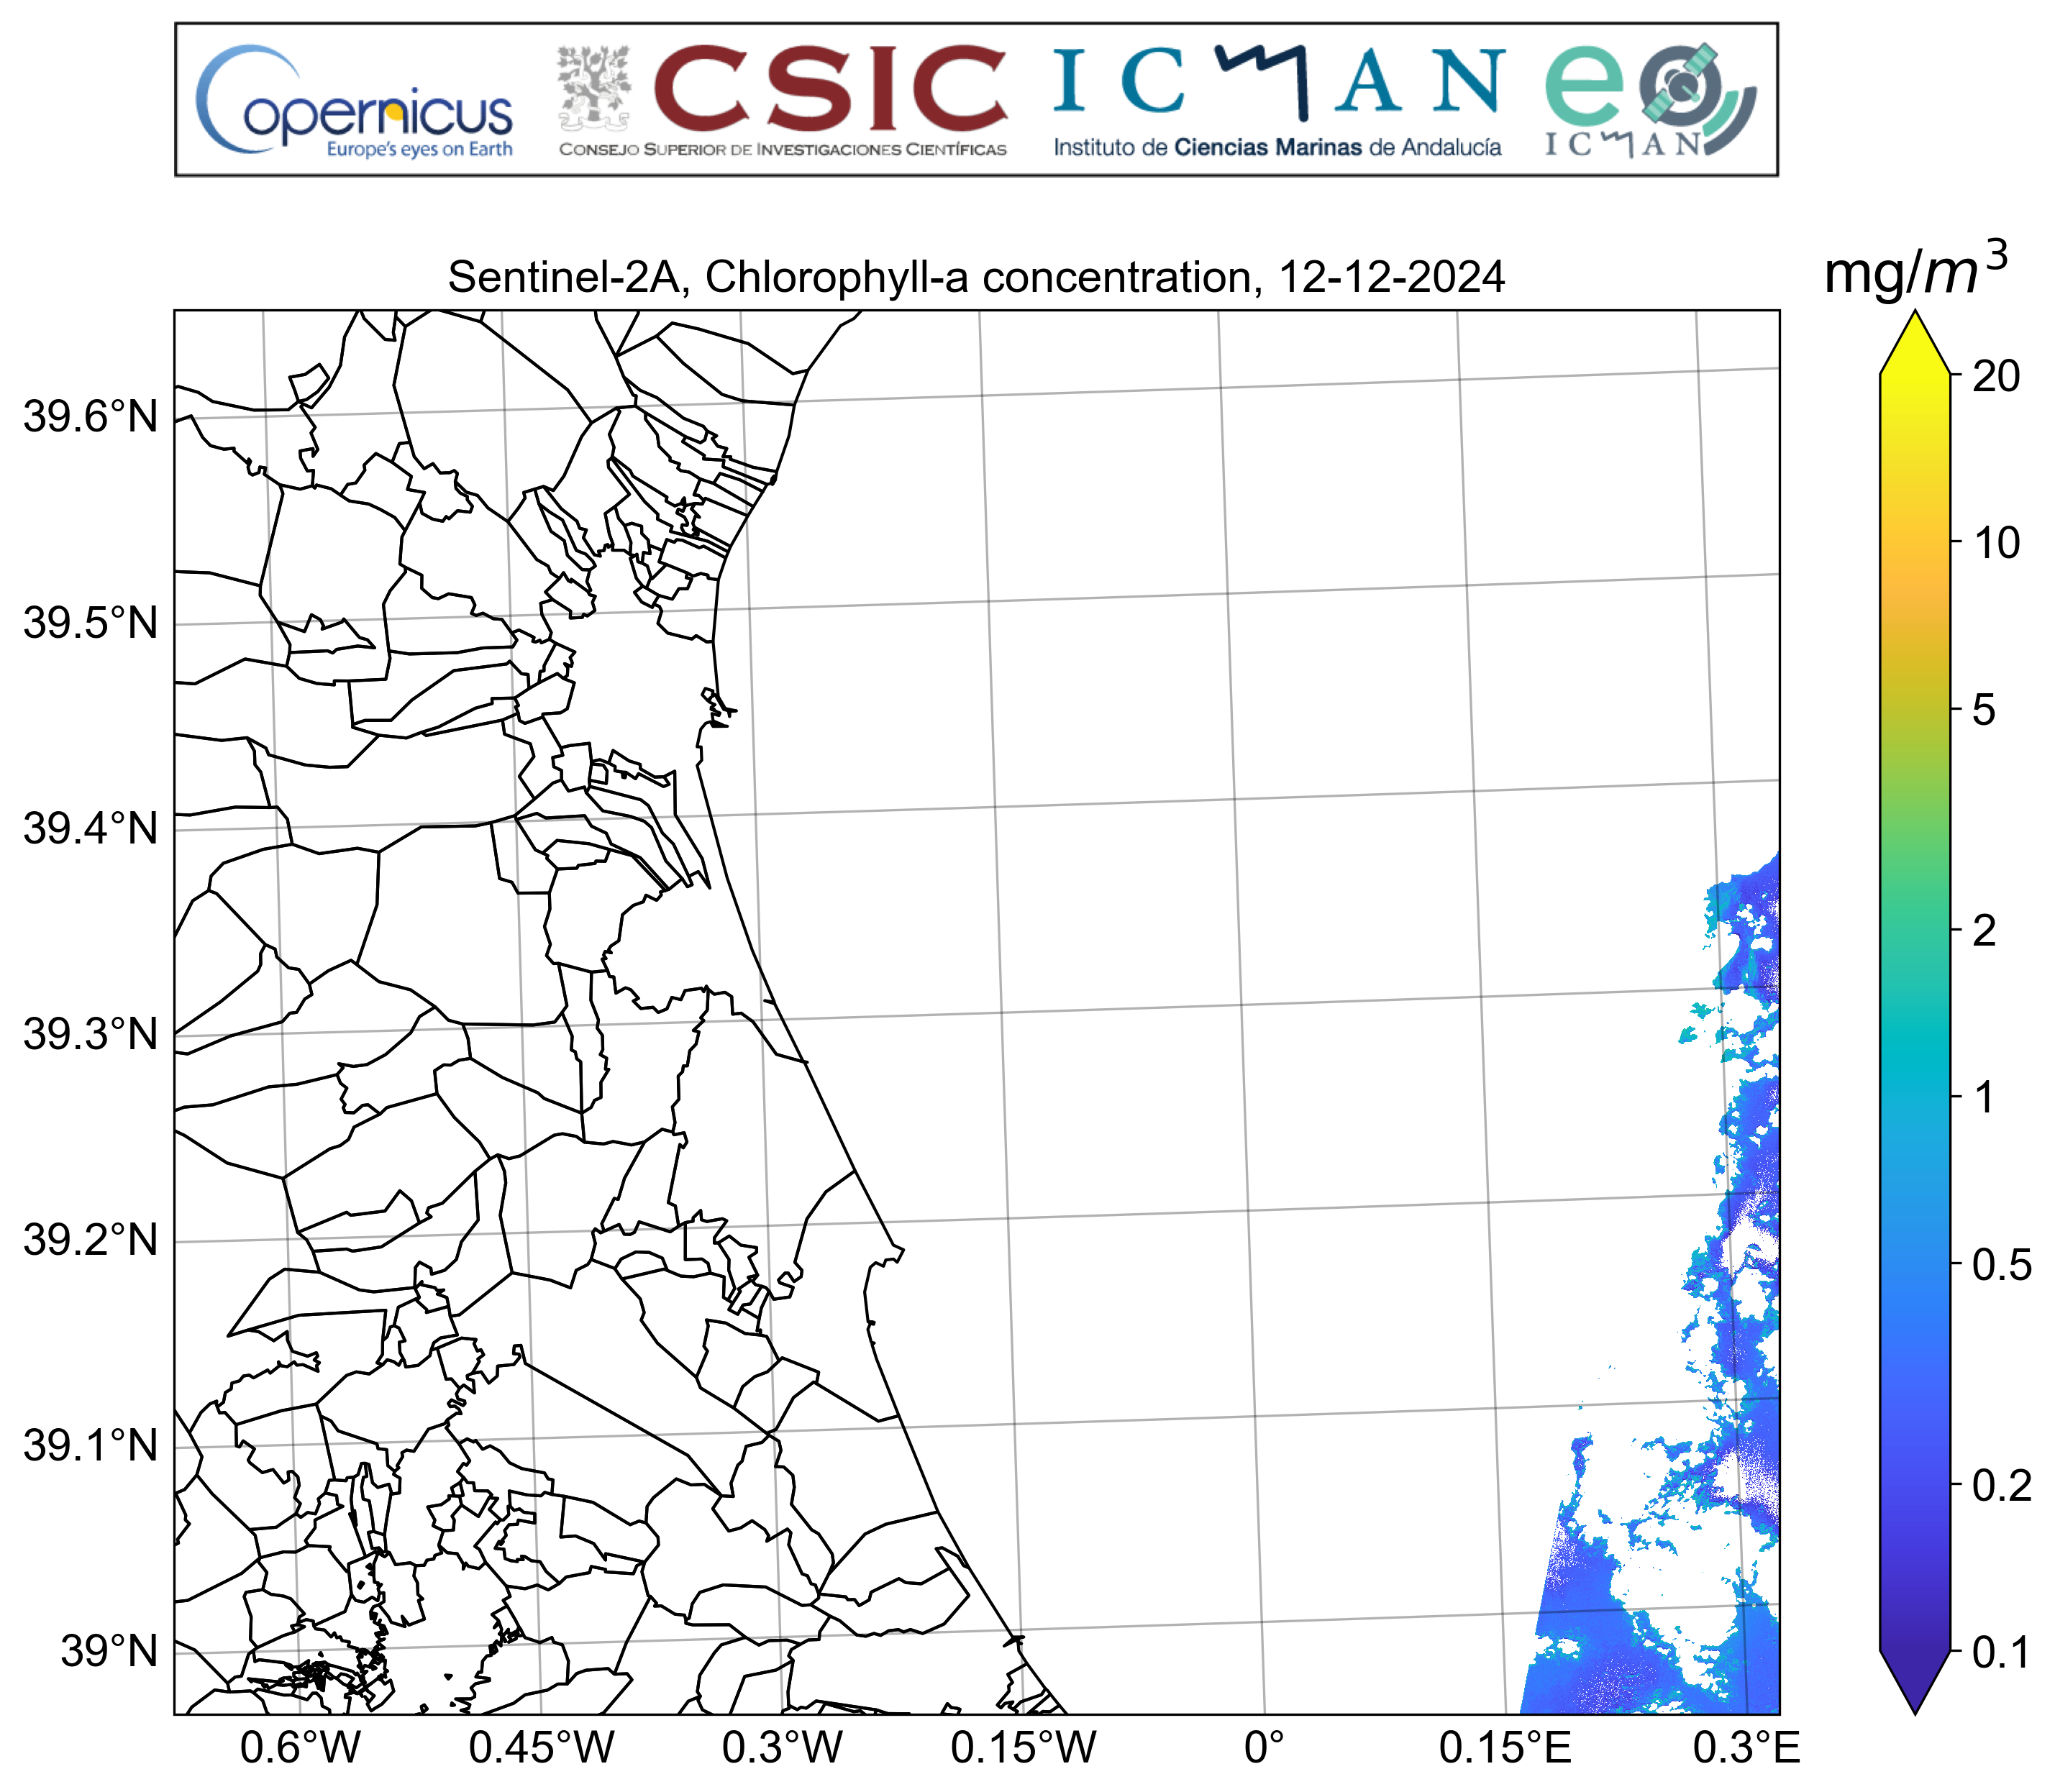 Copernicus
Europe's eyes on Earth
CSIC
CONSEJO SUPERIOR DE INVESTIGACIONES CIENTÍFICAS
ICMAN
Instituto de Ciencias Marinas de Andalucía
eo
ICMAN
Sentinel-2A, Chlorophyll-a concentration, 12-12-2024
mg/m³
39.6°N
39.5°N
39.4°N
39.3°N
39.2°N
39.1°N
39°N
0.6°W 0.45°W 0.3°W 0.15°W 0° 0.15°E 0.3°E
20
10
5
2
1
0.5
0.2
0.1